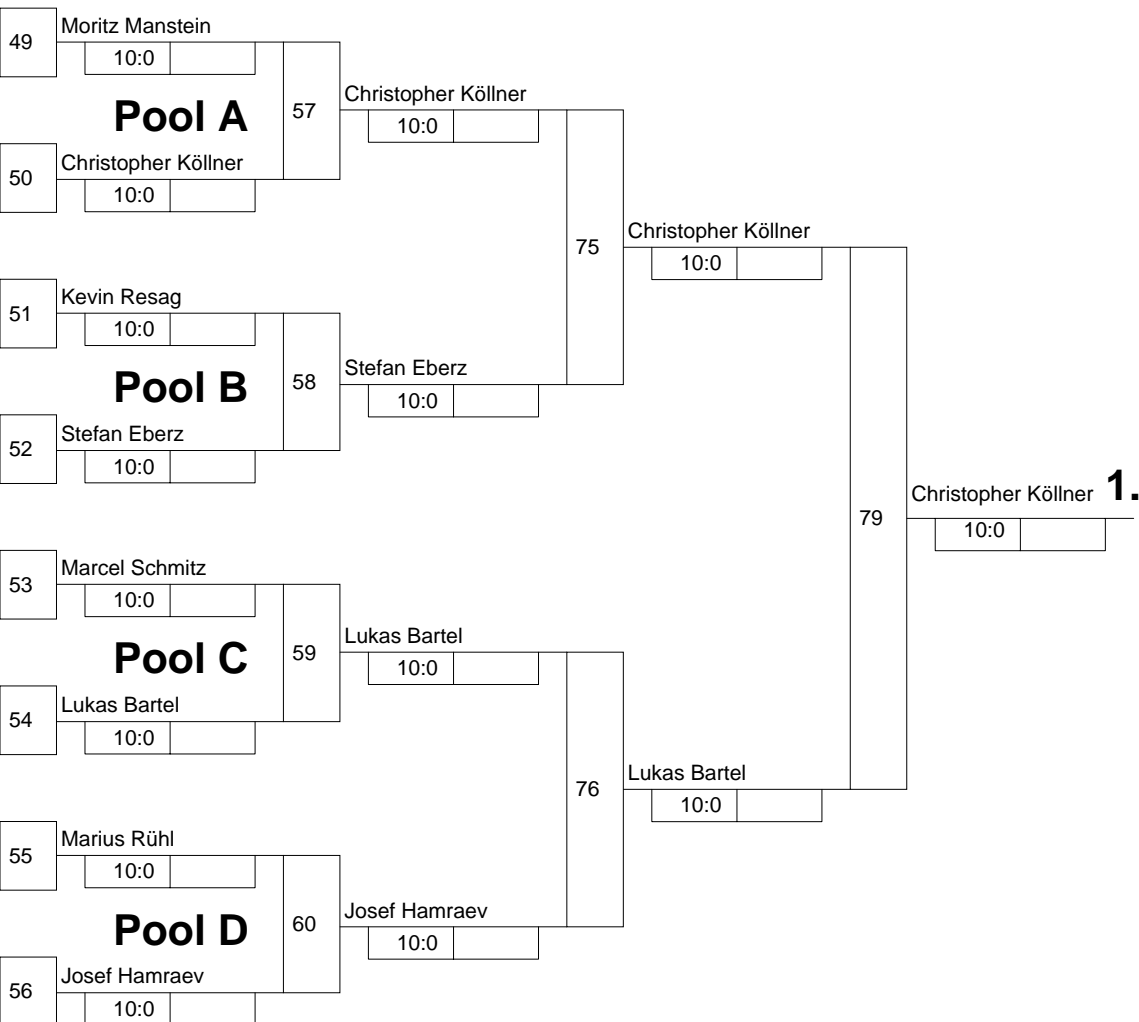 49
Moritz Manstein
10:0
Pool A
57
Christopher Köllner
10:0
50
Christopher Köllner
10:0
75
Christopher Köllner
10:0
51
Kevin Resag
10:0
Pool B
58
Stefan Eberz
10:0
52
Stefan Eberz
10:0
79
Christopher Köllner 1.
10:0
53
Marcel Schmitz
10:0
Pool C
59
Lukas Bartel
10:0
54
Lukas Bartel
10:0
76
Lukas Bartel
10:0
55
Marius Rühl
10:0
Pool D
60
Josef Hamraev
10:0
56
Josef Hamraev
10:0